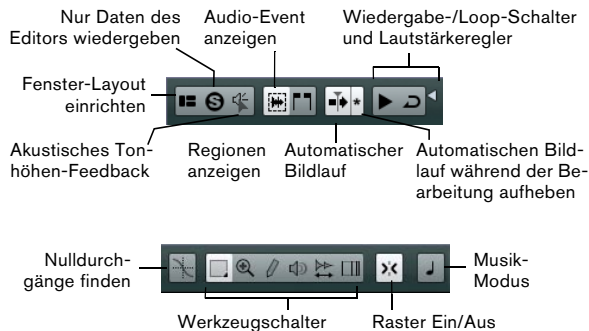 Nur Daten des
Editors wiedergeben
Audio-Event
anzeigen
Wiedergabe-/Loop-Schalter
und Lautstärkeregler
Fenster-Layout
einrichten
Akustisches Ton-
höhen-Feedback
Regionen
anzeigen
Automatischer
Bildlauf
Automatischen Bild-
lauf während der Be-
arbeitung aufheben
Nulldurch-
gänge finden
Musik-
Modus
Werkzeugschalter
Raster Ein/Aus